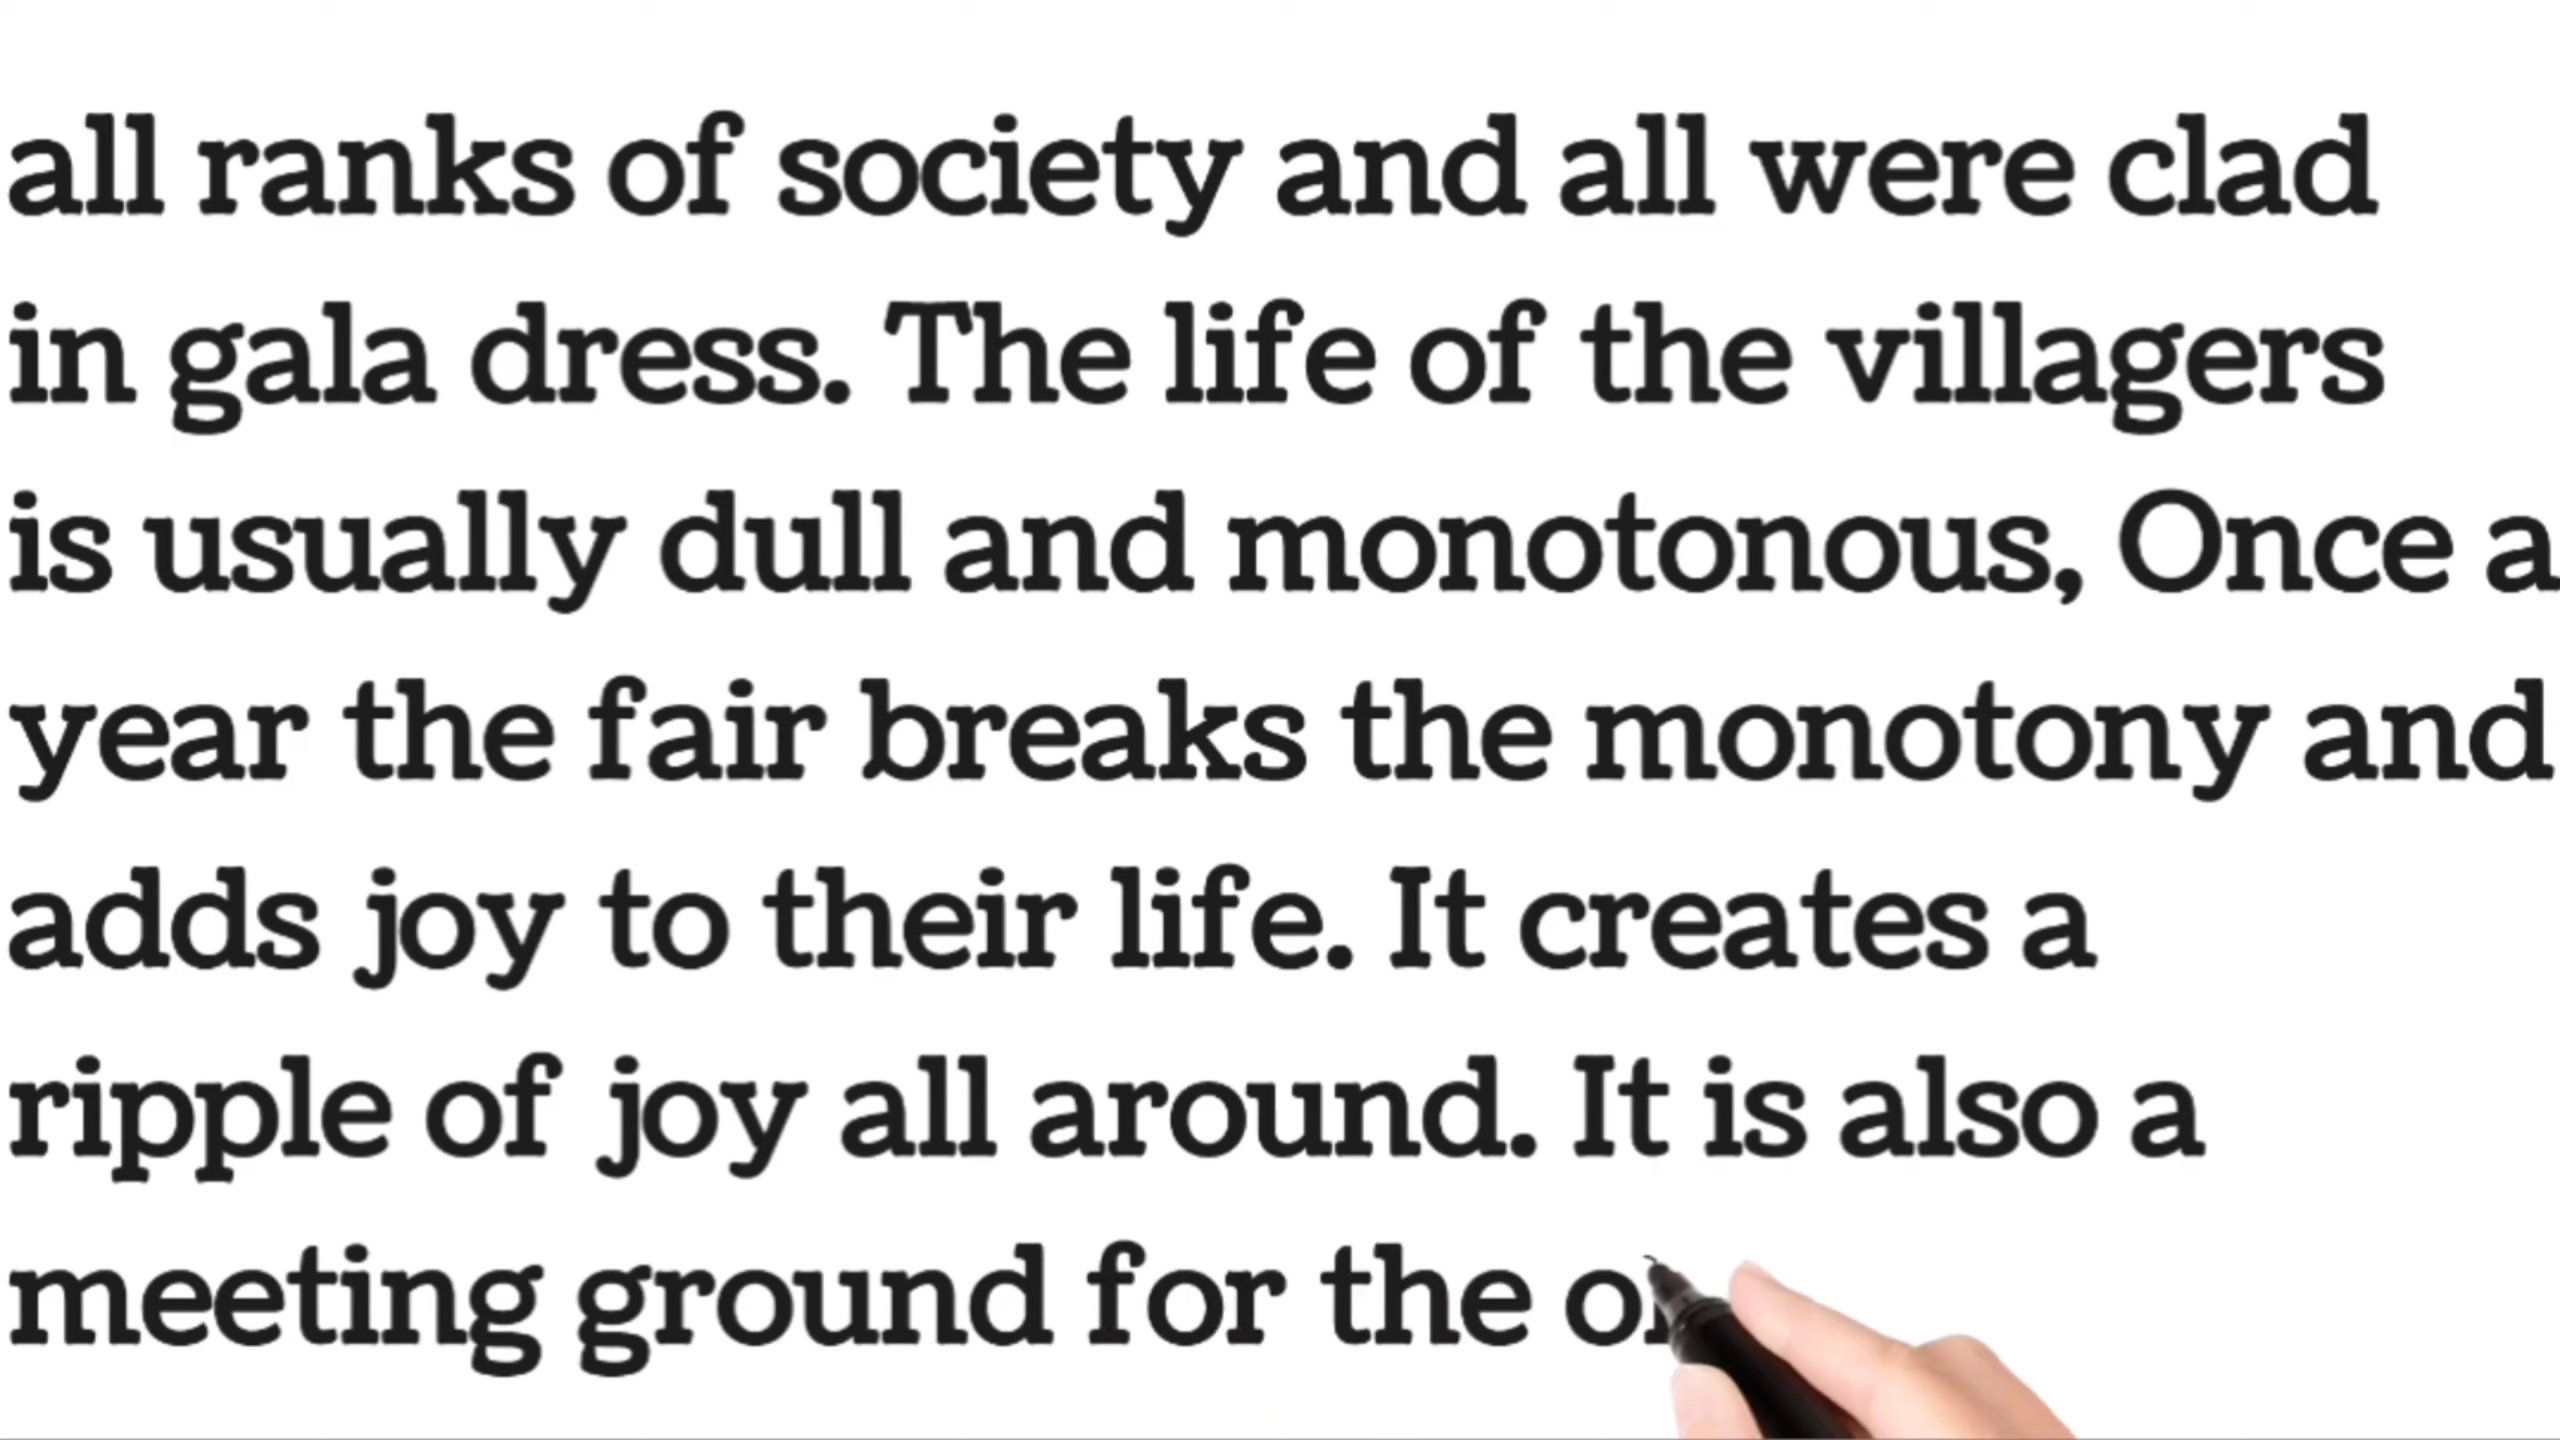 all ranks of society and all were clad
in gala dress. The life of the villagers
is usually dull and monotonous, Once a
year the fair breaks the monotony and
adds joy to their life. It creates a
ripple of joy all around. It is also a
meeting ground for the